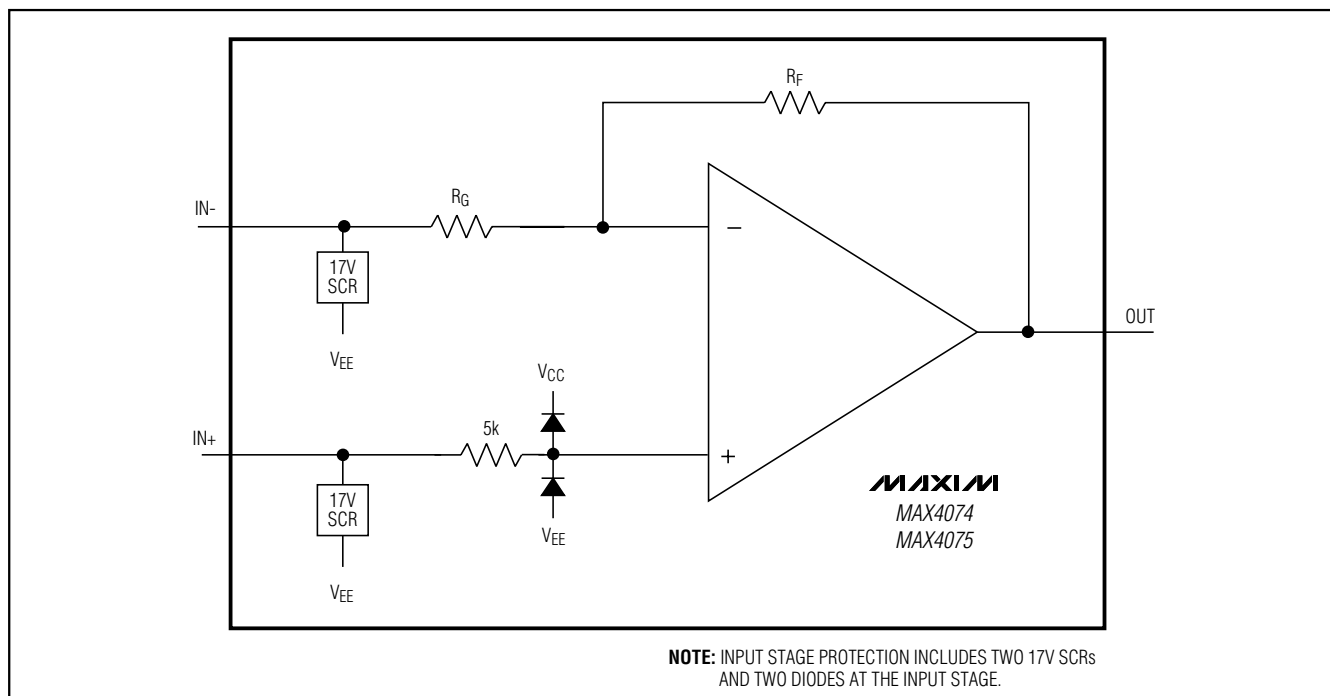 RF
RG
IN-
−
17V
SCR
VEE
OUT
VCC
5k
IN+
+
17V
SCR
VEE
VEE
MAXIM
MAX4074
MAX4075
NOTE: INPUT STAGE PROTECTION INCLUDES TWO 17V SCRs
AND TWO DIODES AT THE INPUT STAGE.